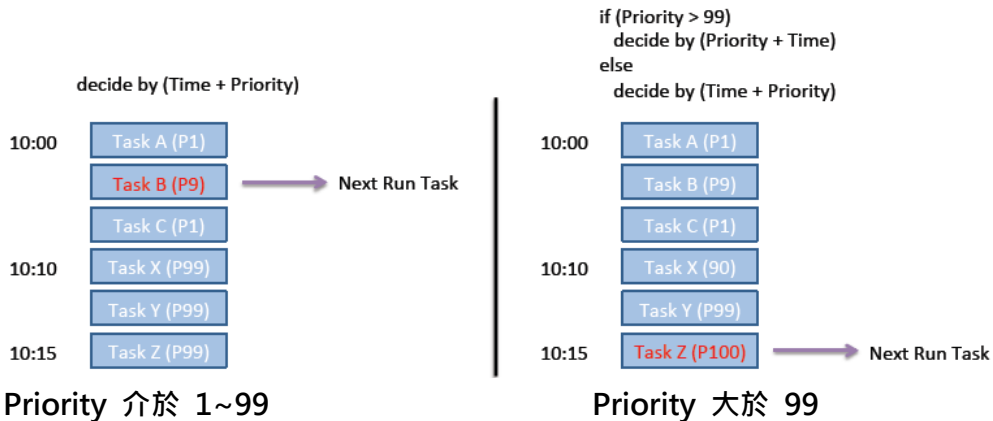 decide by (Time + Priority)
10:00
Task A (P1)
Task B (P9)
Next Run Task
Task C (P1)
10:10
Task X (P99)
Task Y (P99)
10:15
Task Z (P99)
Priority 介於 1~99
if (Priority > 99)
decide by (Priority + Time)
else
decide by (Time + Priority)
10:00
Task A (P1)
Task B (P9)
Task C (P1)
10:10
Task X (90)
Task Y (P99)
10:15
Task Z (P100)
Next Run Task
Priority 大於 99